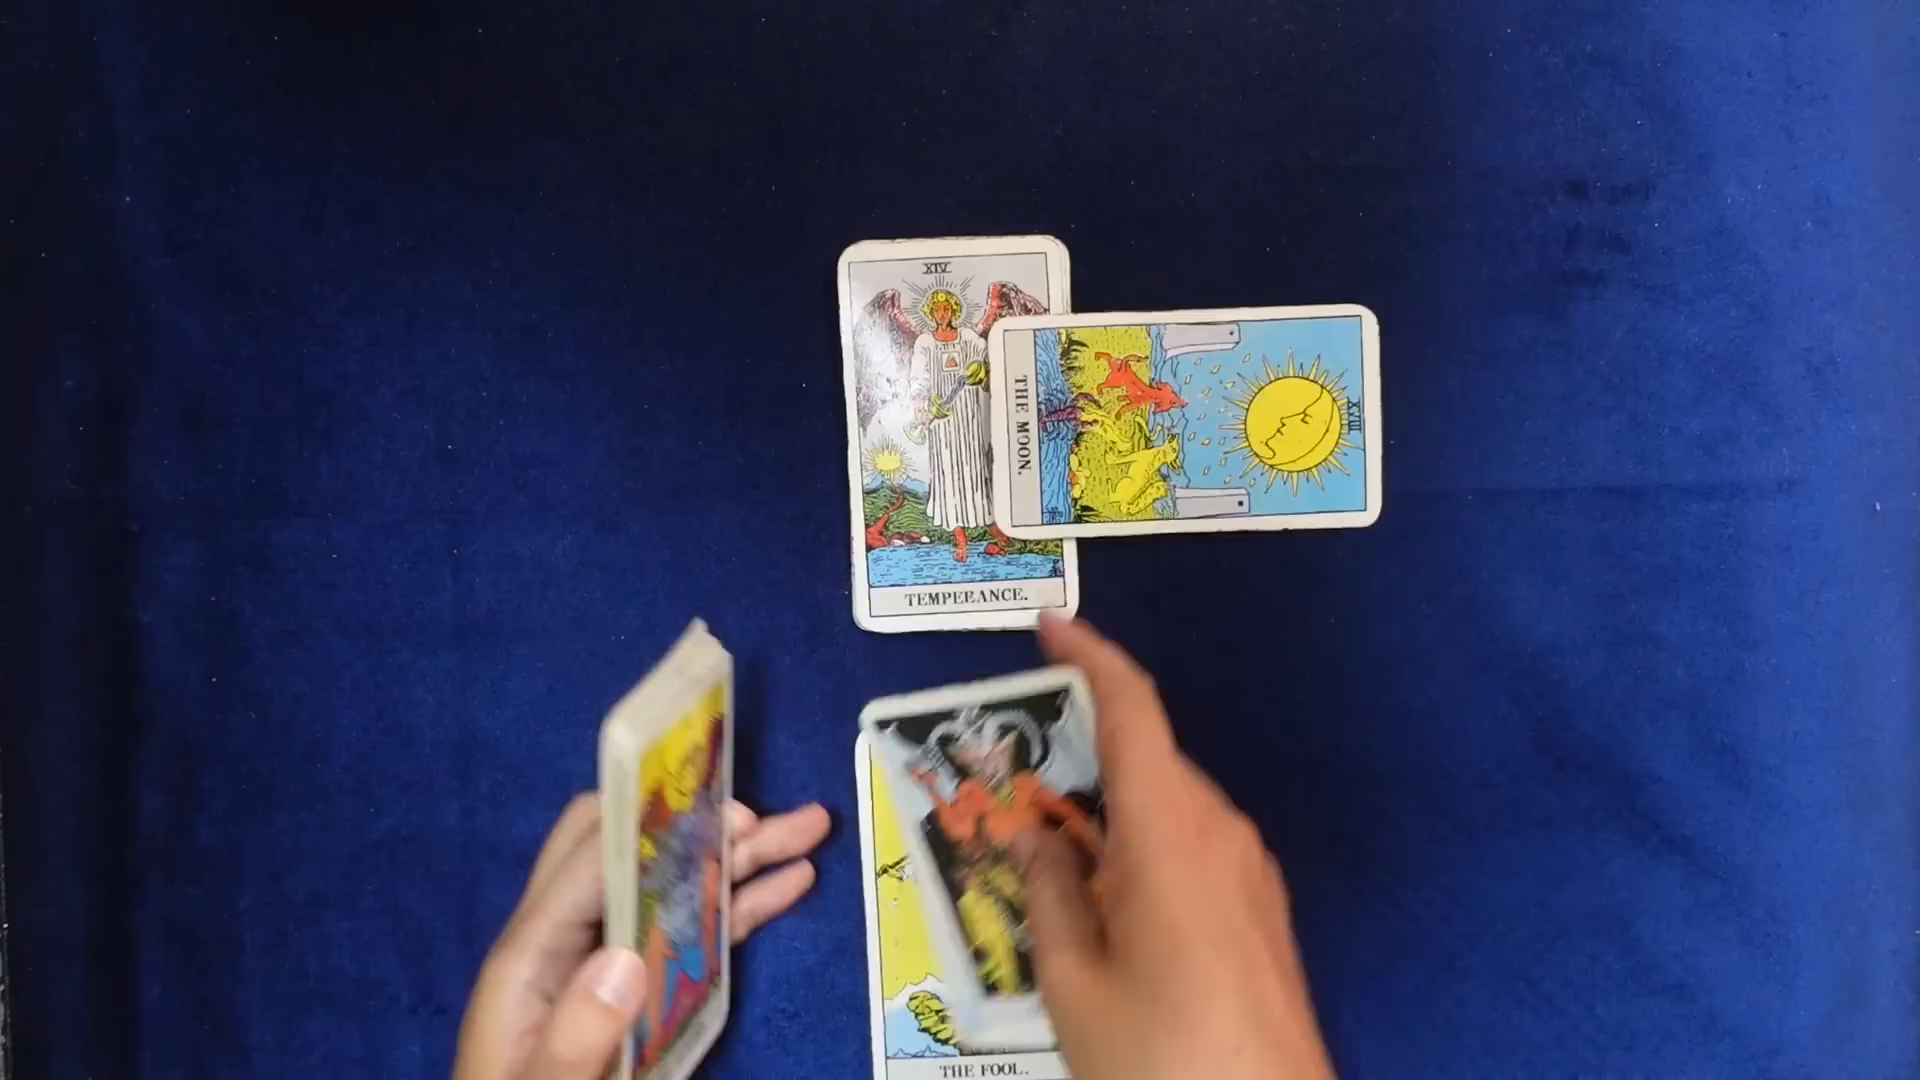 XIV
TEMPERANCE.
THE MOON.
XVIII
THE FOOL.